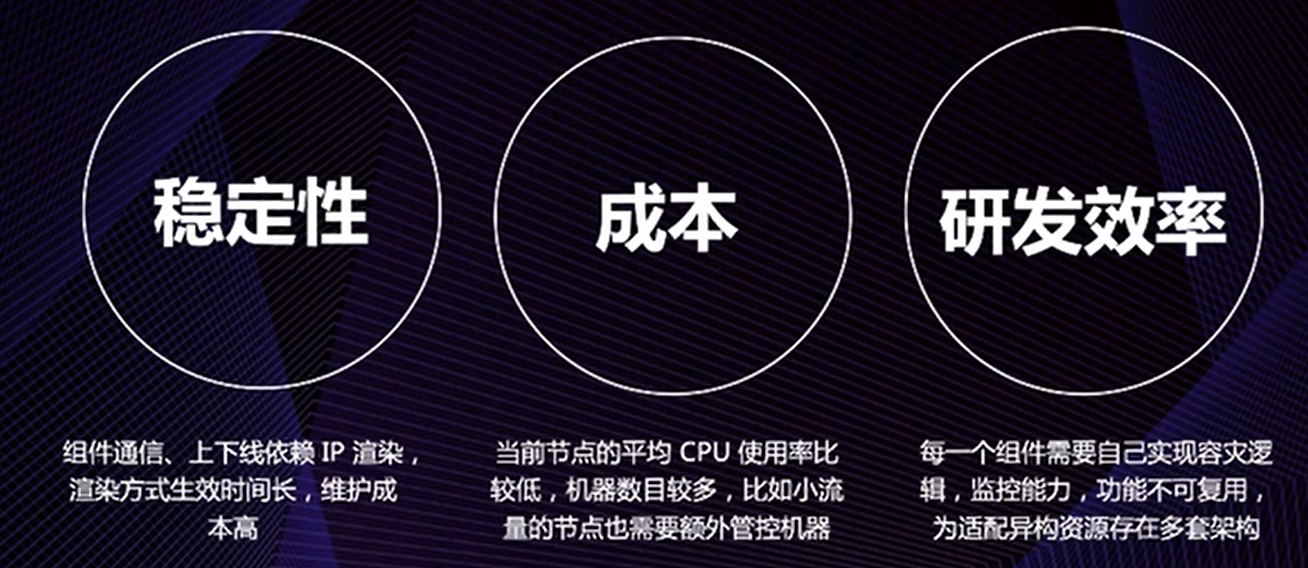 稳定性
组件通信、上下线依赖 IP 渲染，
渲染方式生效时间长，维护成
本高
成本
当前节点的平均 CPU 使用率比
较低，机器数目较多，比如小流
量的节点也需要额外管控机器
研发效率
每一个组件需要自己实现容灾逻
辑，监控能力，功能不可复用，
为适配异构资源存在多套架构